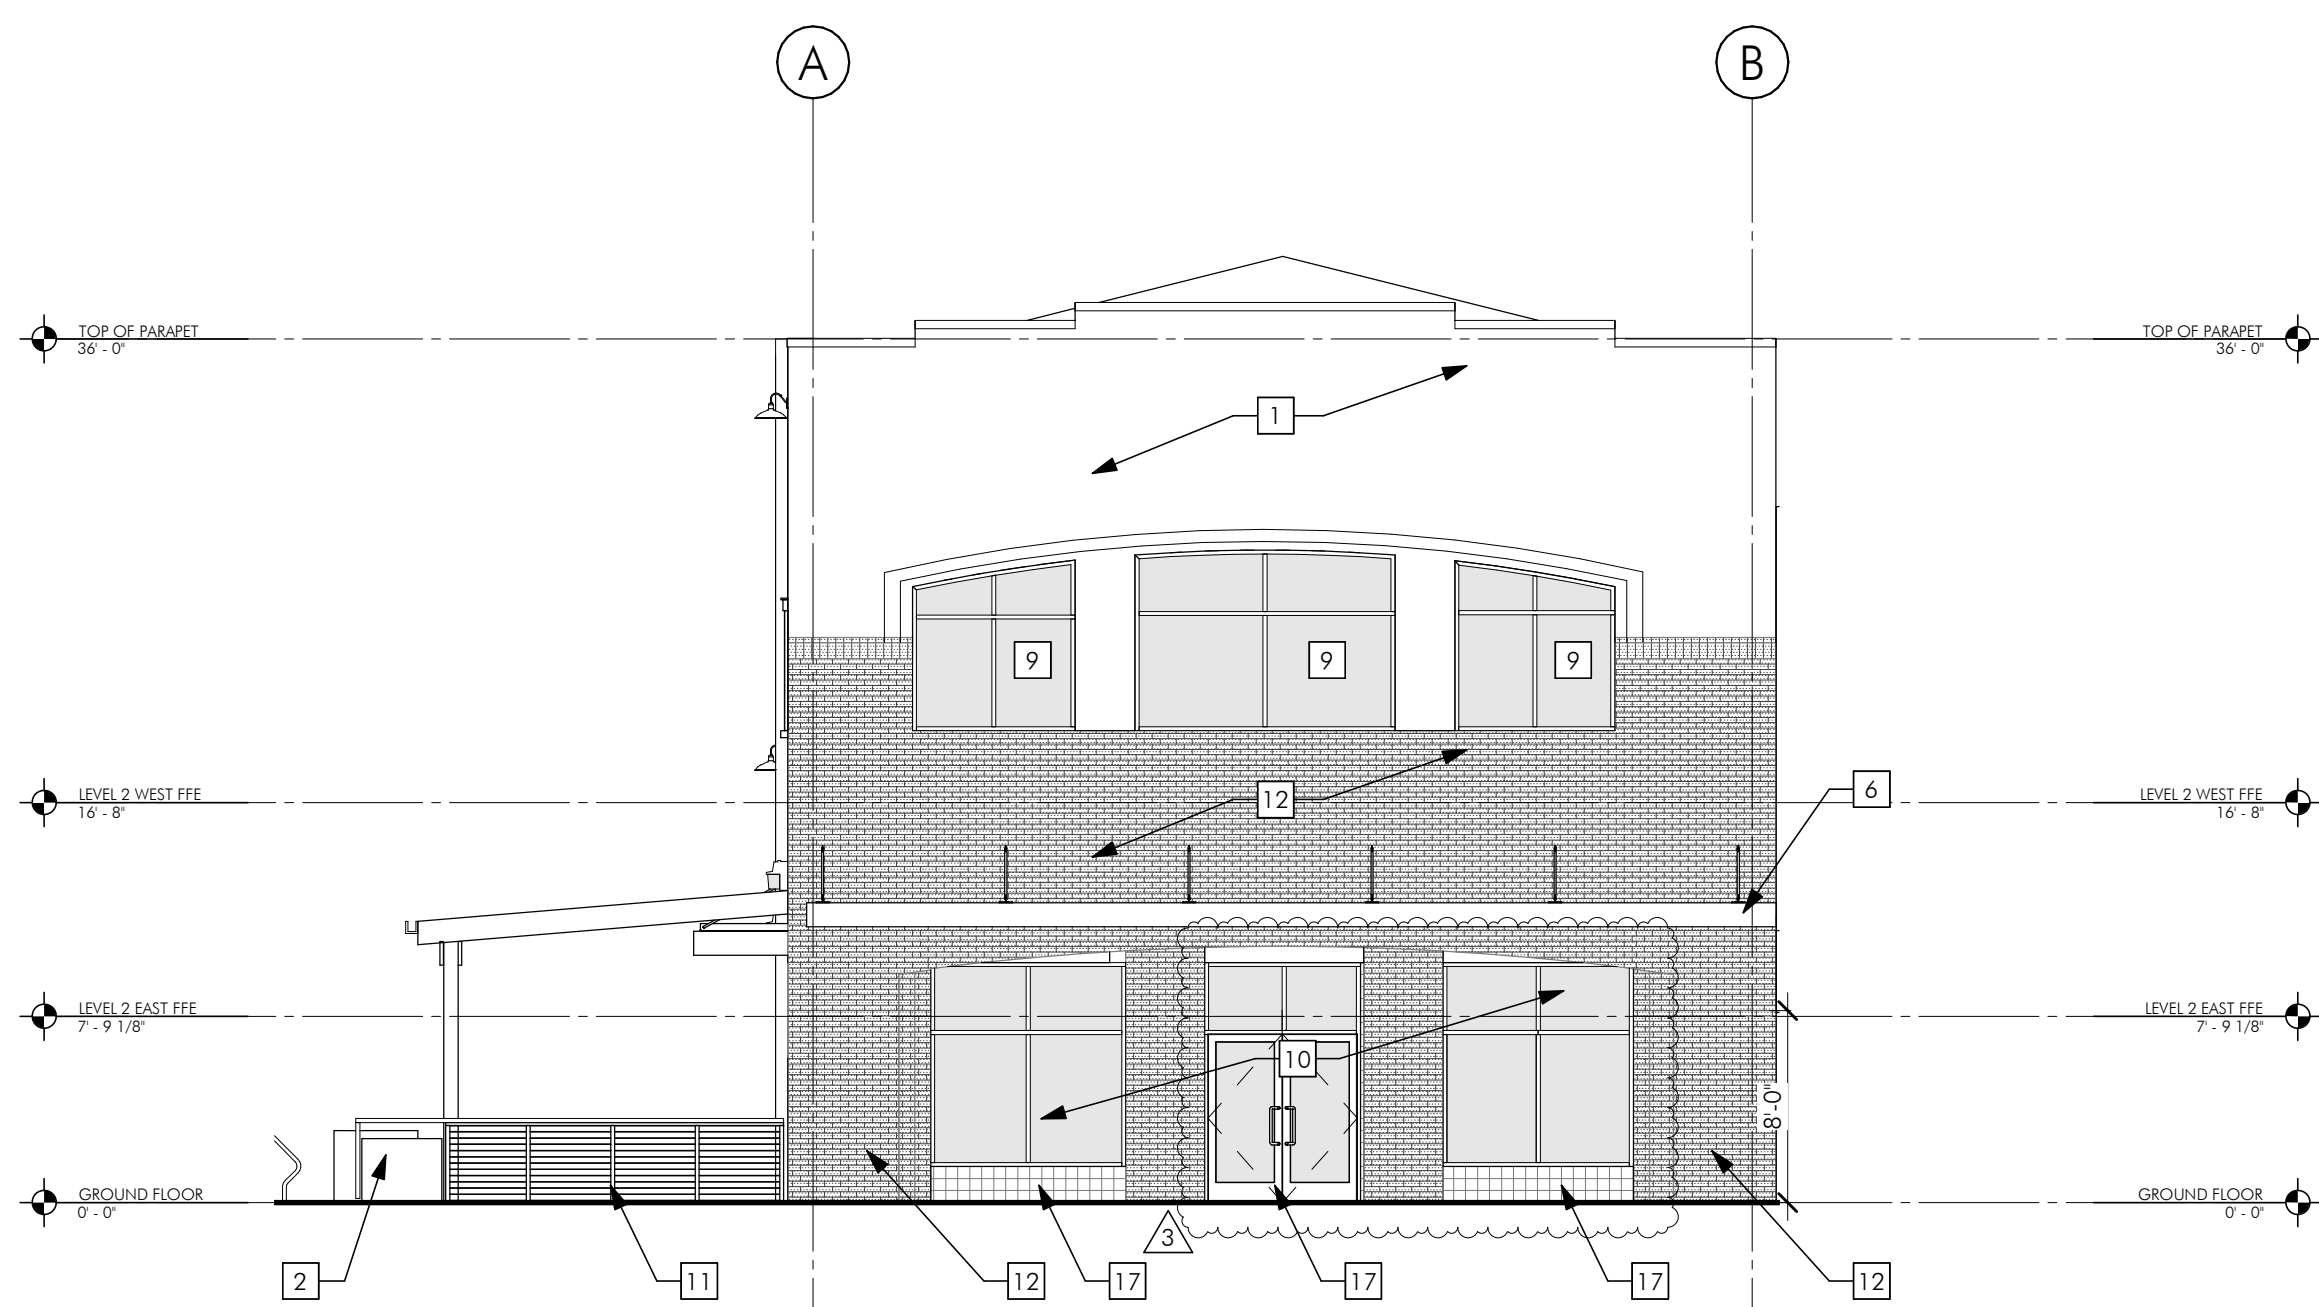 A
B
TOP OF PARAPET
36' - 0"
TOP OF PARAPET
36' - 0"
1
9
9
9
LEVEL 2 WEST FFE
16' - 8"
12
6
LEVEL 2 WEST FFE
16' - 8"
LEVEL 2 EAST FFE
7' - 9 1/8"
LEVEL 2 EAST FFE
7' - 9 1/8"
10
8'-0"
GROUND FLOOR
0' - 0"
GROUND FLOOR
0' - 0"
3
2
11
12
17
17
17
12